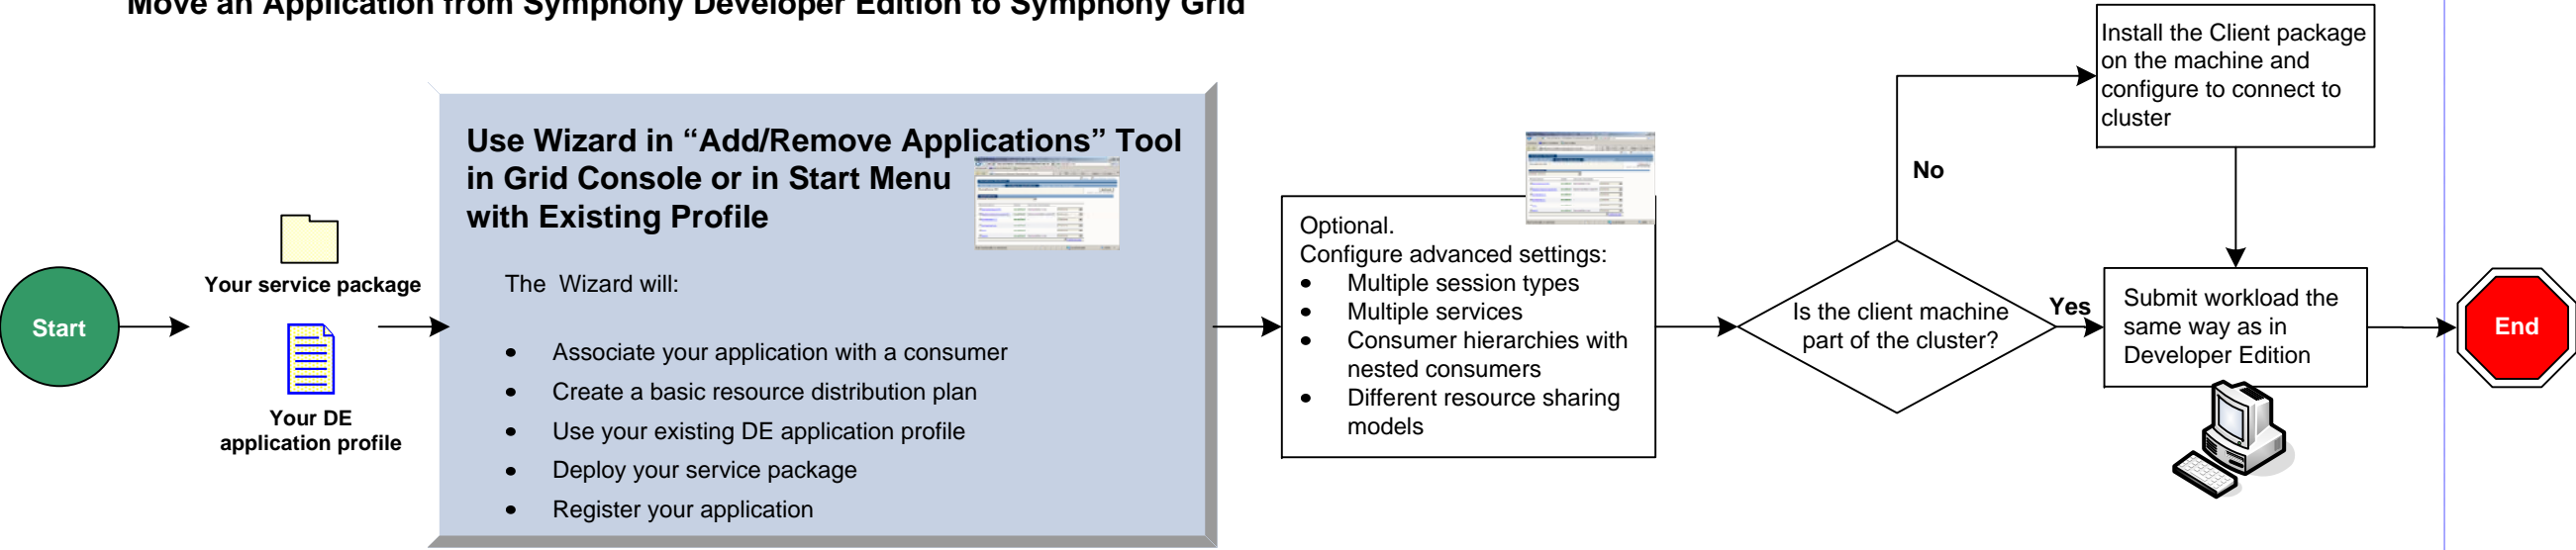 Move an Application from Symphony Developer Edition to Symphony Grid
Start
Your service package
Your DE
application profile
Use Wizard in “Add/Remove Applications” Tool
in Grid Console or in Start Menu
with Existing Profile
The Wizard will:
• Associate your application with a consumer
• Create a basic resource distribution plan
• Use your existing DE application profile
• Deploy your service package
• Register your application
Optional.
Configure advanced settings:
• Multiple session types
• Multiple services
• Consumer hierarchies with
nested consumers
• Different resource sharing
models
Is the client machine
part of the cluster?
No
Yes
Install the Client package
on the machine and
configure to connect to
cluster
Submit workload the
same way as in
Developer Edition
End